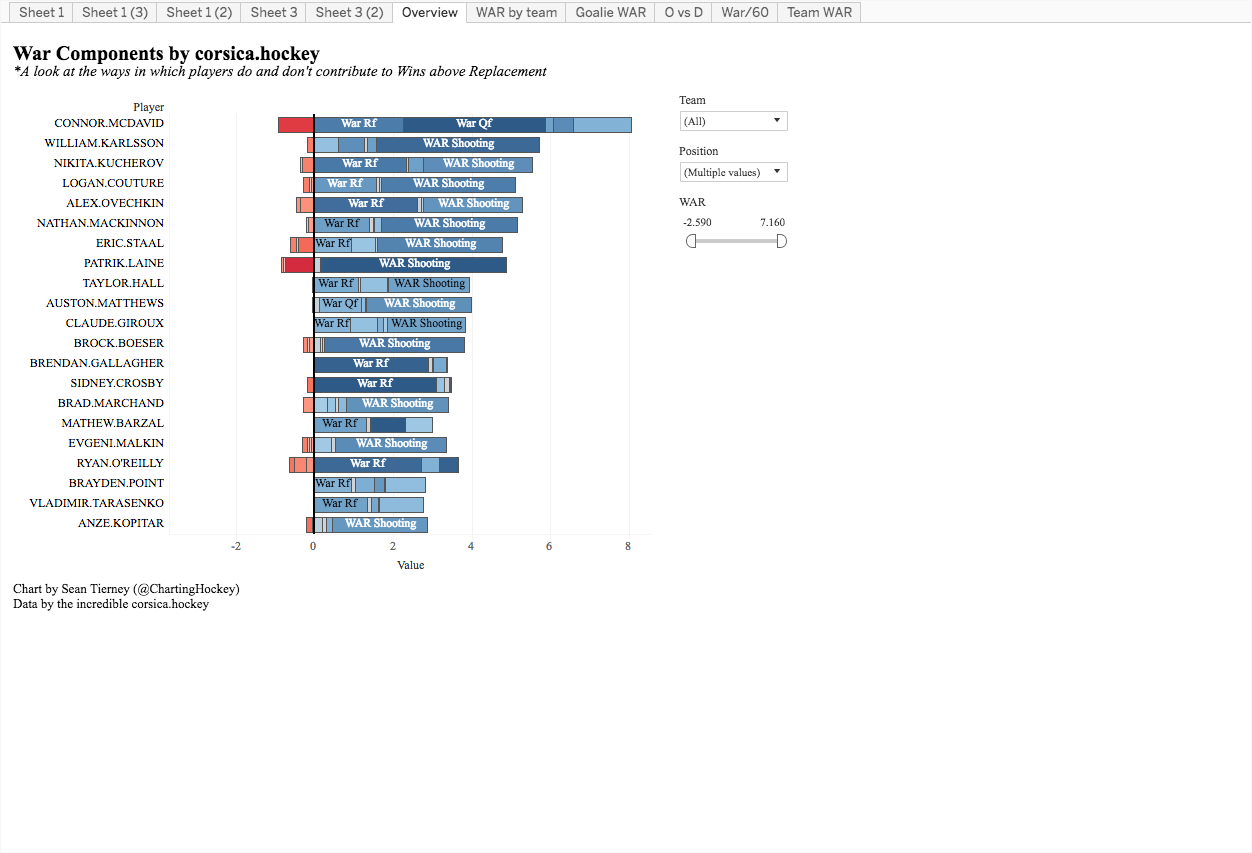 Sheet 1 Sheet 1 (3) Sheet 1 (2) Sheet 3 Sheet 3 (2) Overview WAR by team Goalie WAR O vs D War/60 Team WAR
War Components by corsica.hockey
*A look at the ways in which players do and don't contribute to Wins above Replacement
Player
CONNOR.MCDAVID War Rf War Qf
WILLIAM.KARLSSON WAR Shooting
NIKITA.KUCHEROV War Rf WAR Shooting
LOGAN.COUTURE War Rf WAR Shooting
ALEX.OVECHKIN War Rf WAR Shooting
NATHAN.MACKINNON War Rf WAR Shooting
ERIC.STAAL War Rf WAR Shooting
PATRIK.LAINE WAR Shooting
TAYLOR.HALL War Rf WAR Shooting
AUSTON.MATTHEWS War Qf WAR Shooting
CLAUDE.GIROUX War Rf WAR Shooting
BROCK.BOESER WAR Shooting
BRENDAN.GALLAGHER War Rf
SIDNEY.CROSBY War Rf
BRAD.MARCHAND WAR Shooting
MATHEW.BARZAL War Rf
EVGENI.MALKIN WAR Shooting
RYAN.O'REILLY War Rf
BRAYDEN.POINT War Rf
VLADIMIR.TARASENKO War Rf
ANZE.KOPITAR WAR Shooting
-2 0 2 4 6 8
Value
Team
(All)
Position
(Multiple values)
WAR
-2.590 7.160
Chart by Sean Tierney (@ChartingHockey)
Data by the incredible corsica.hockey